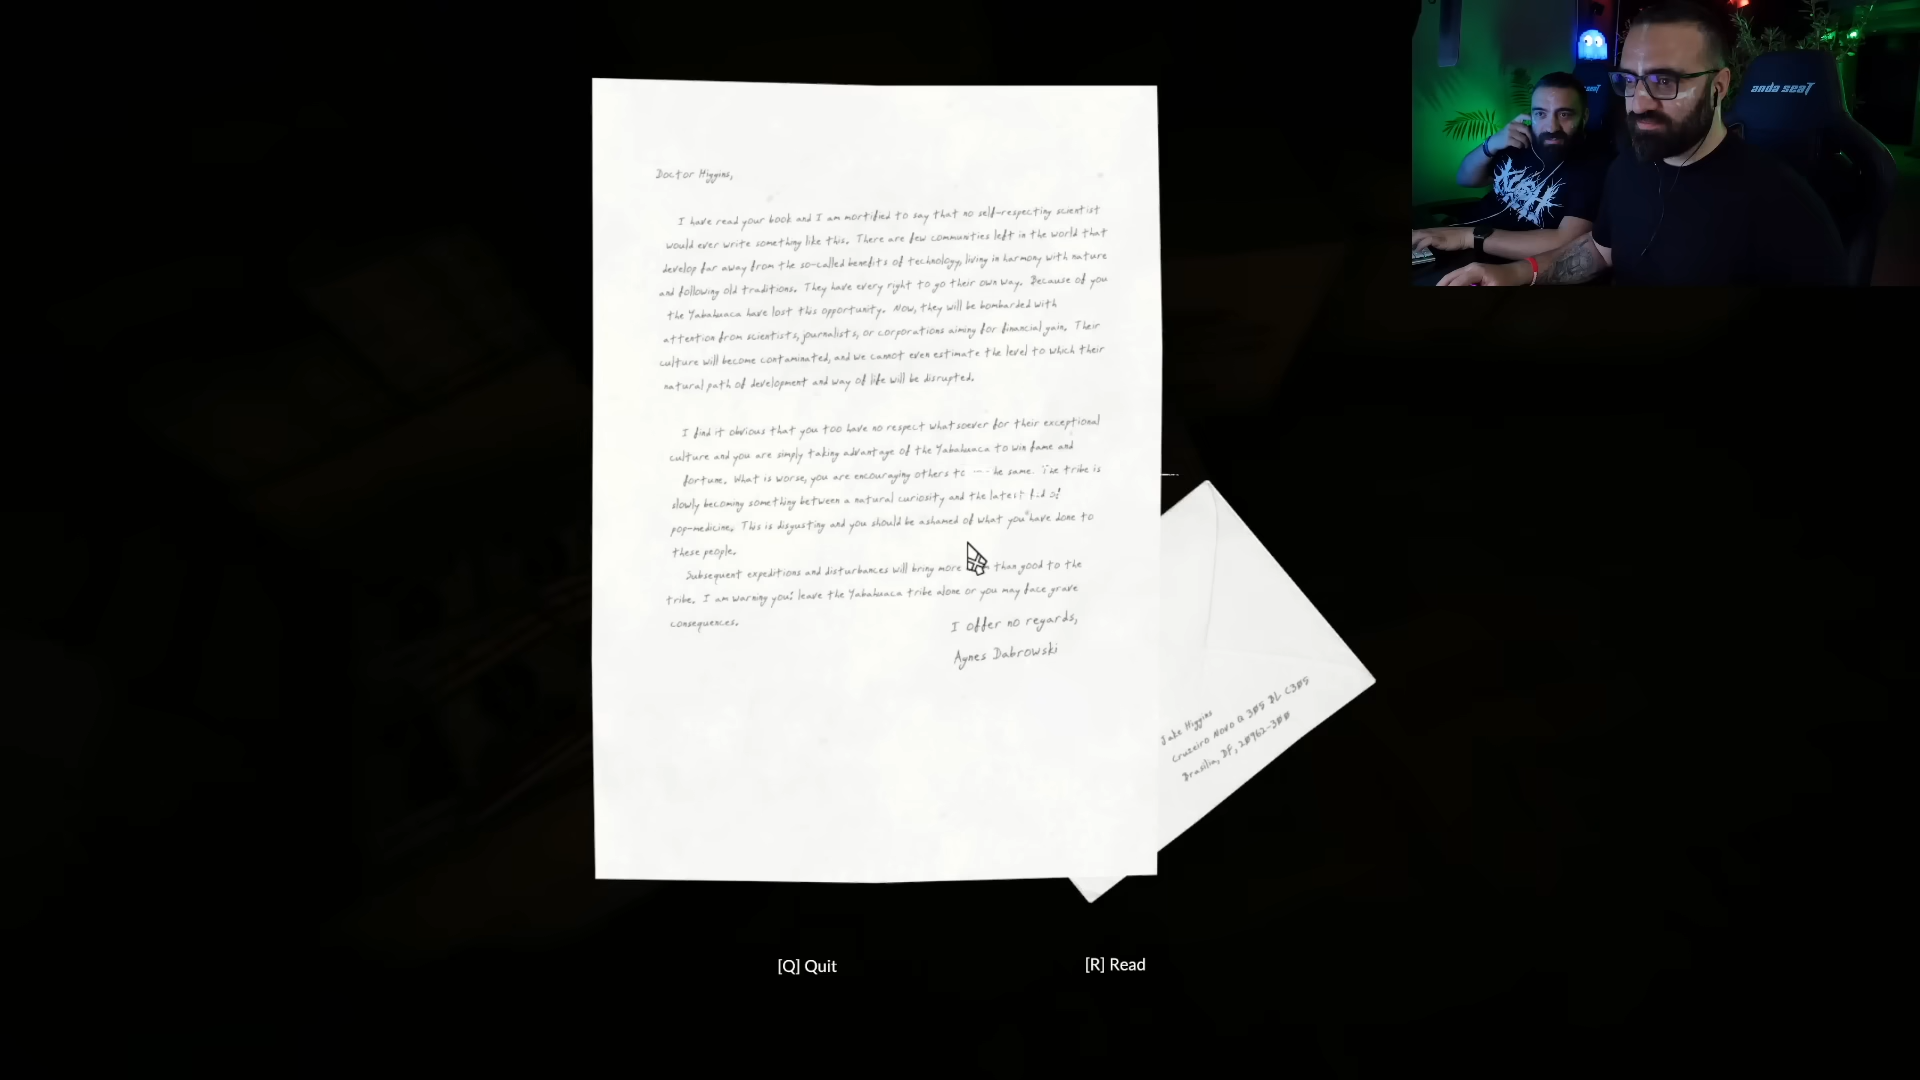 Doctor Higgins,
I have read your book and I am mortified to say that no self-respecting scientist
would ever write something like this. There are few communities left in the world that
develop far away from the so-called benefits of technology, living in harmony with nature
and following old traditions. They have every right to go their own way. Because of you
the Yabahuaca have lost this opportunity. Now, they will be bombarded with
attention from scientists, journalists, or corporations aiming for financial gain. Their
culture will become contaminated, and we cannot even estimate the level to which their
natural path of development and way of life will be disrupted.
I find it obvious that you too have no respect whatsoever for their exceptional
culture and you are simply taking advantage of the Yabahuaca to win fame and
fortune. What is worse, you are encouraging others same. The tribe is
slowly becoming something between a natural curiosity and the latest
pop-medicine. This is disgusting and you should be ashamed of what you have done to
these people.
Subsequent expeditions and disturbances will bring more than good to the
tribe. I am warning you: leave the Yabahuaca tribe alone or you may face grave
consequences.
I offer no regards,
Agnes Dabrowski
Jake Higgins
Cruzeiro Novo Q 305 BL C305
Brasilia, DF, 20762-300
[Q] Quit
[R] Read
anda seaT